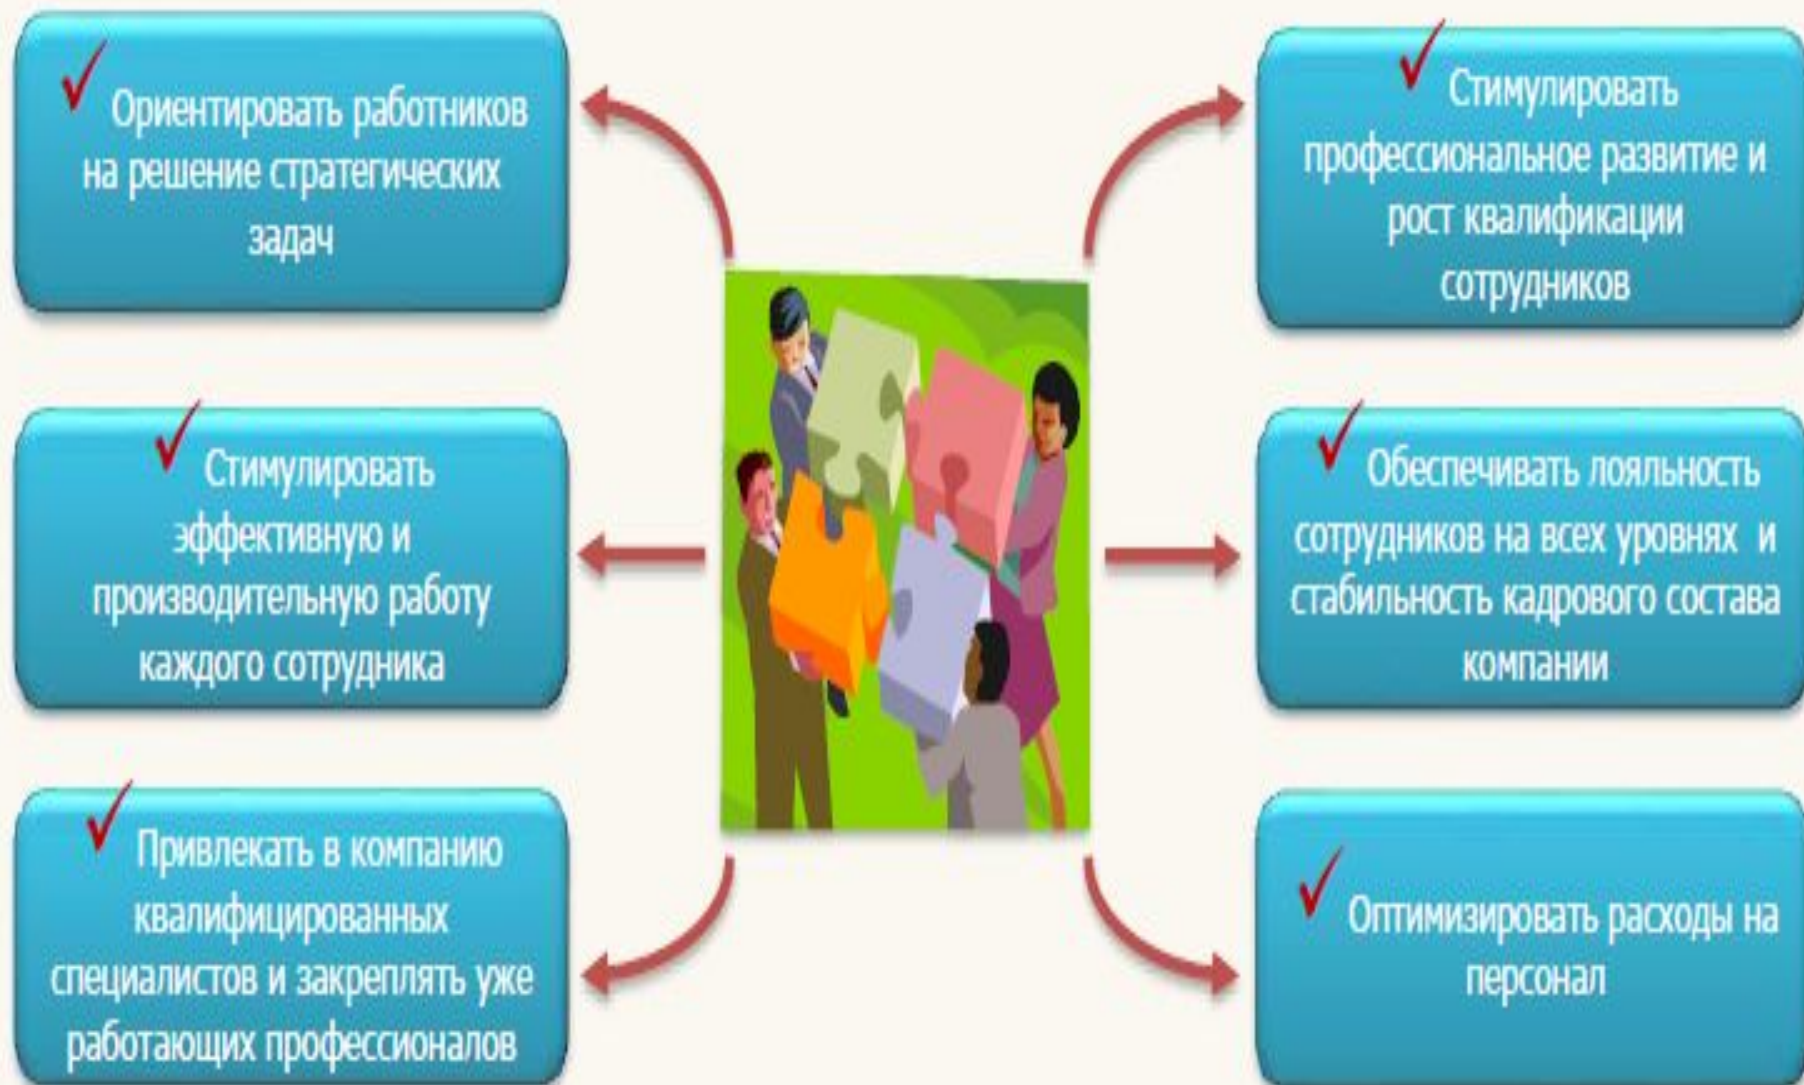 Ориентировать работников
на решение стратегических
задач
Стимулировать
эффективную и
производительную работу
каждого сотрудника
Привлекать в компанию
квалифицированных
специалистов и закреплять уже
работающих профессионалов
Стимулировать
профессиональное развитие и
рост квалификации
сотрудников
Обеспечивать лояльность
сотрудников на всех уровнях и
стабильность кадрового состава
компании
Оптимизировать расходы на
персонал